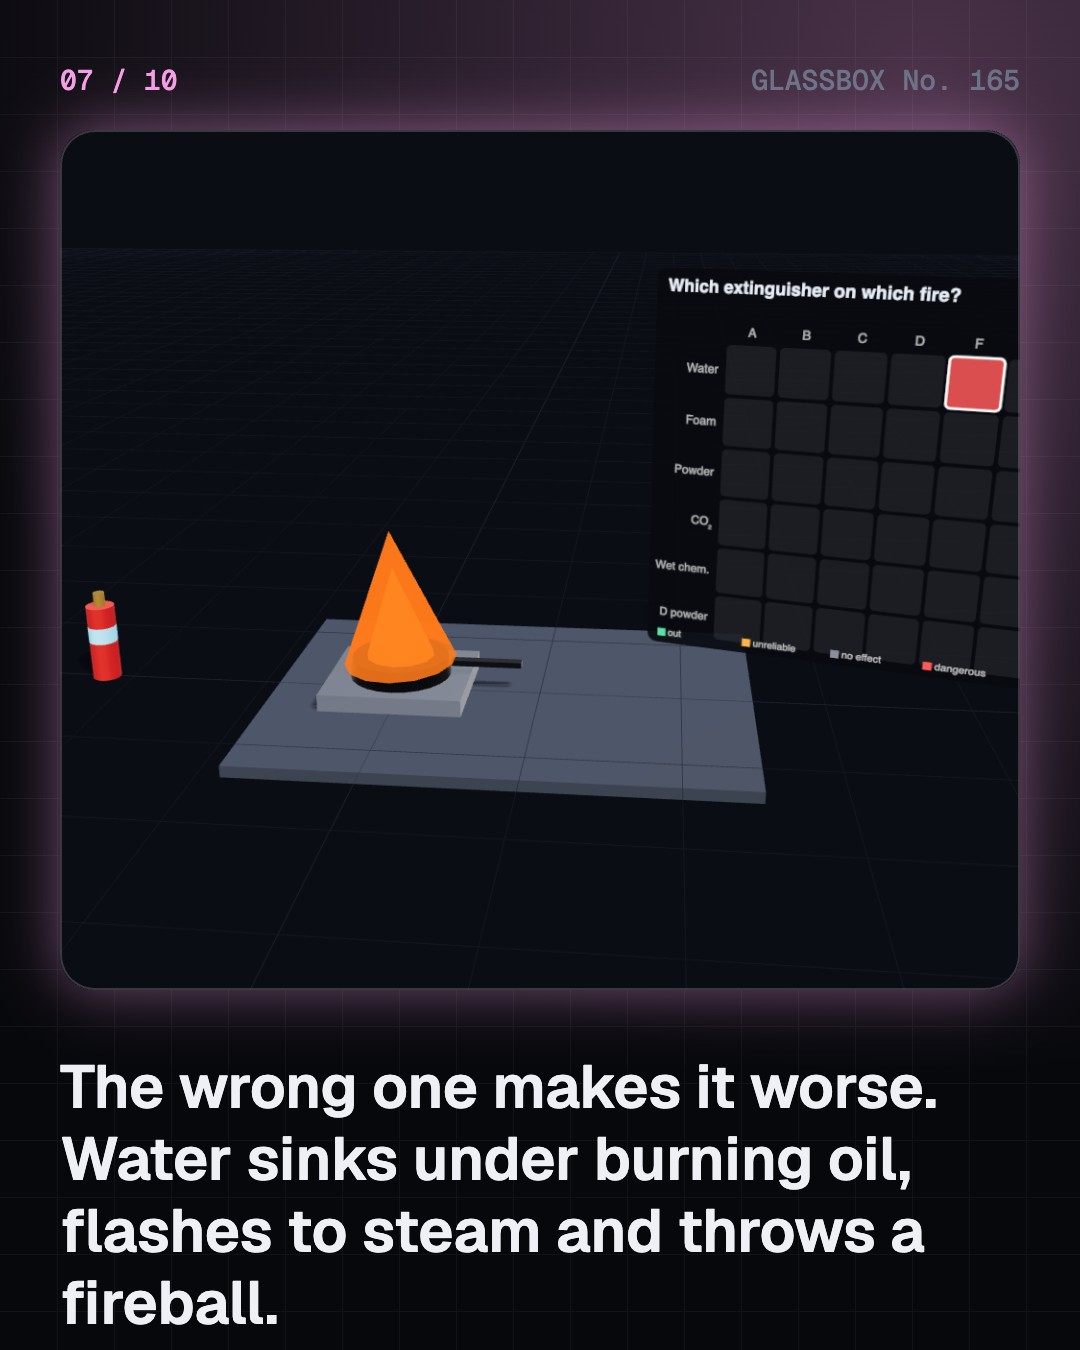 07 / 10
GLASSBOX No. 165
Which extinguisher on which fire?
A B C D F
Water
Foam
Powder
CO₂
Wet chem.
D powder
out
unreliable
no effect
dangerous
The wrong one makes it worse.
Water sinks under burning oil,
flashes to steam and throws a
fireball.